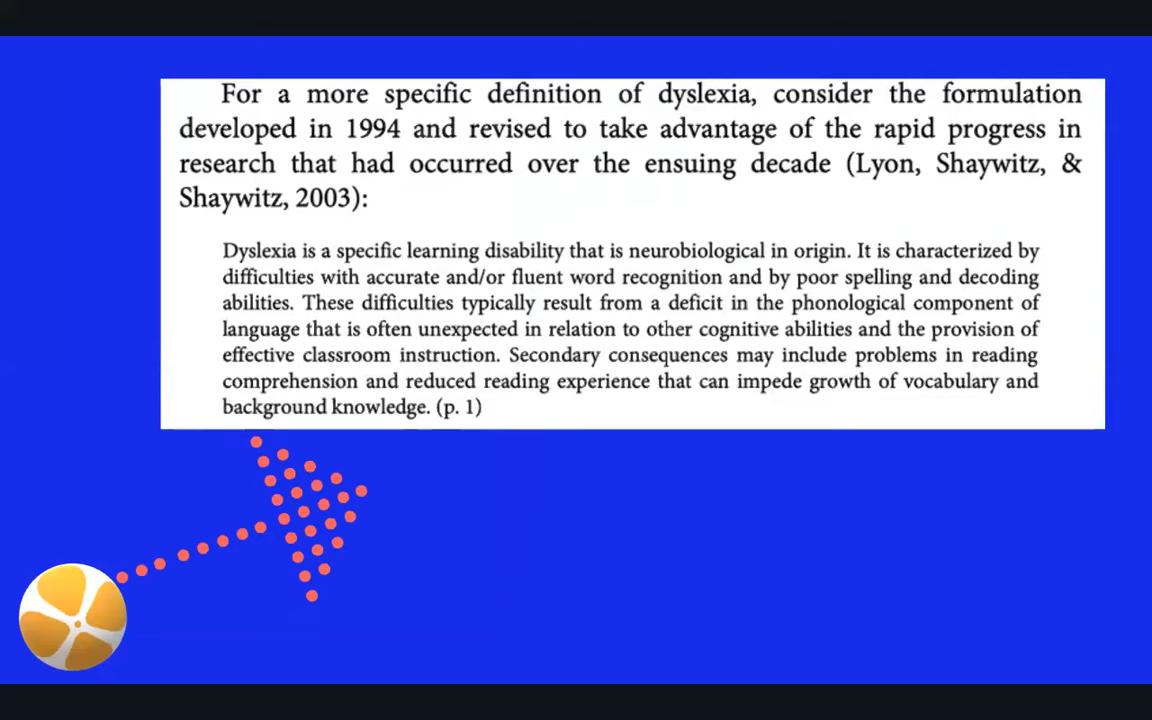 For a more specific definition of dyslexia, consider the formulation
developed in 1994 and revised to take advantage of the rapid progress in
research that had occurred over the ensuing decade (Lyon, Shaywitz, &
Shaywitz, 2003):
Dyslexia is a specific learning disability that is neurobiological in origin. It is characterized by
difficulties with accurate and/or fluent word recognition and by poor spelling and decoding
abilities. These difficulties typically result from a deficit in the phonological component of
language that is often unexpected in relation to other cognitive abilities and the provision of
effective classroom instruction. Secondary consequences may include problems in reading
comprehension and reduced reading experience that can impede growth of vocabulary and
background knowledge. (p. 1)